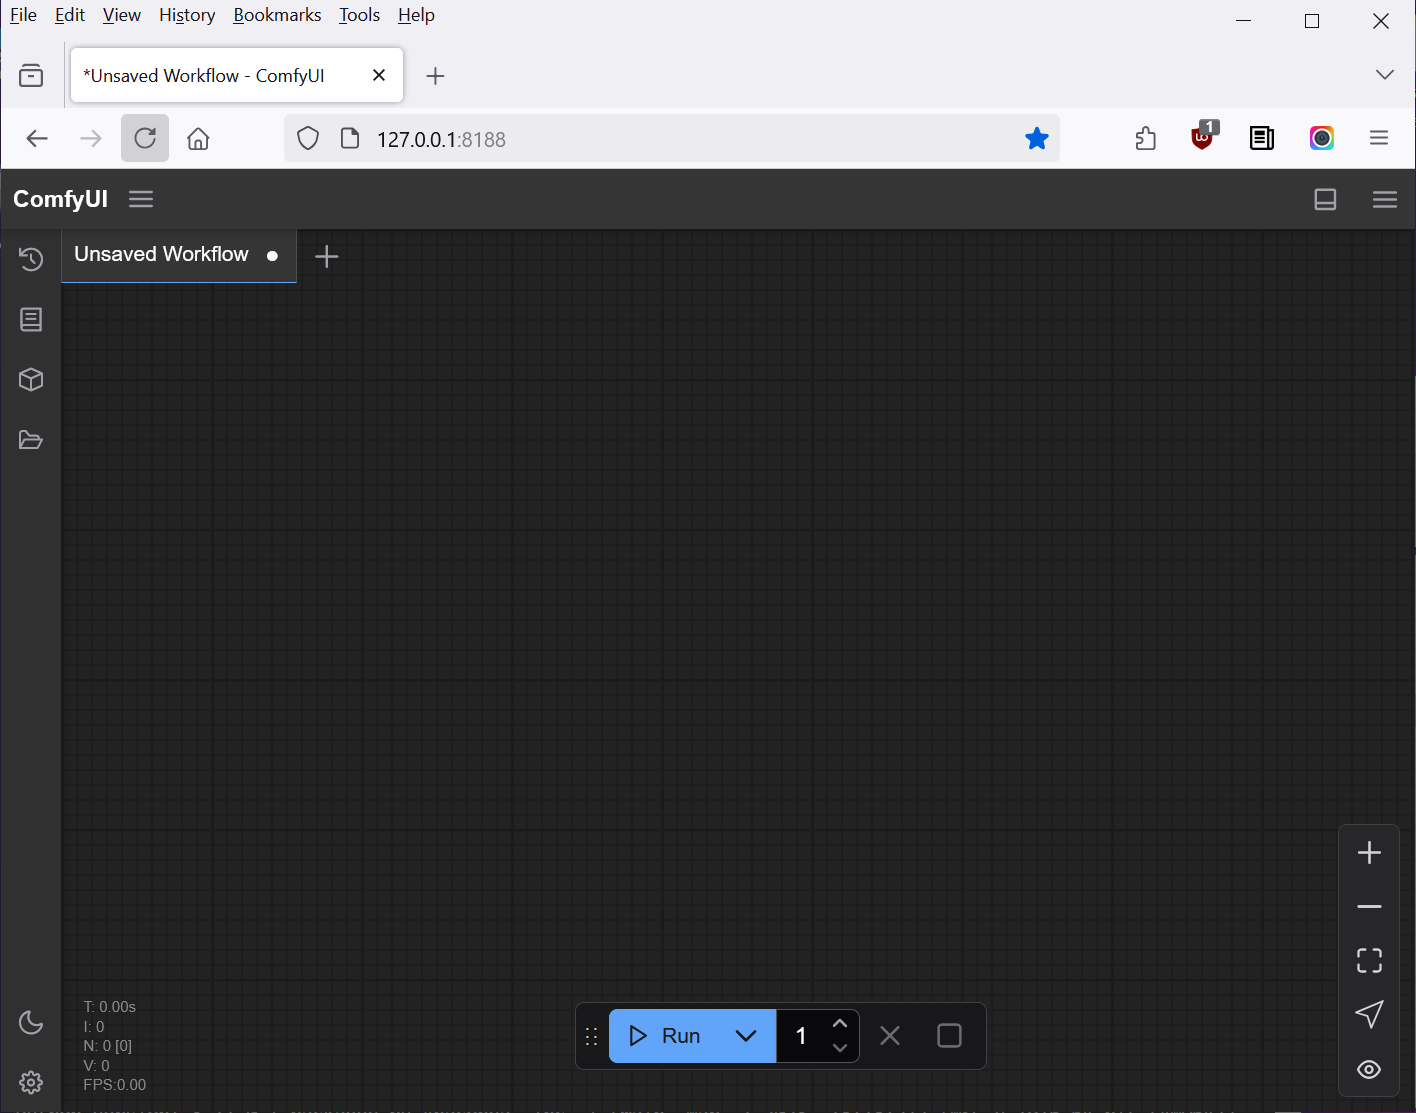 File Edit View History Bookmarks Tools Help
*Unsaved Workflow - ComfyUI
127.0.0.1:8188
1
ComfyUI
Unsaved Workflow
T: 0.00s
I: 0
N: 0 [0]
V: 0
FPS:0.00
Run 1